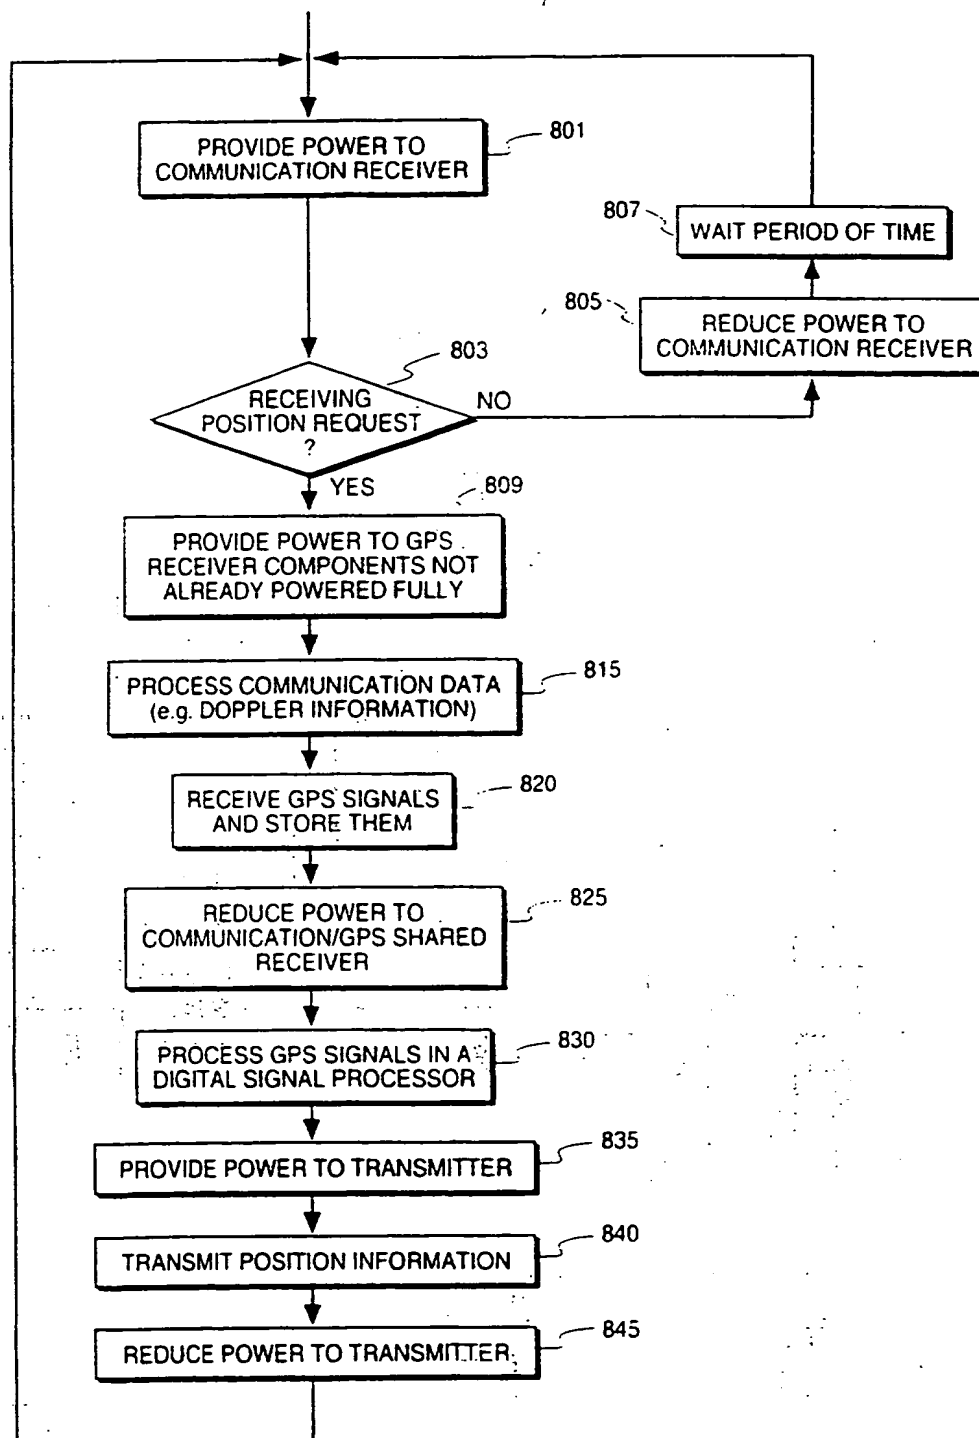 PROVIDE POWER TO
COMMUNICATION RECEIVER
801
807
WAIT PERIOD OF TIME
805
REDUCE POWER TO
COMMUNICATION RECEIVER
803
RECEIVING
POSITION REQUEST
?
NO
YES
809
PROVIDE POWER TO GPS
RECEIVER COMPONENTS NOT
ALREADY POWERED FULLY
815
PROCESS COMMUNICATION DATA
(e.g. DOPPLER INFORMATION)
820
RECEIVE GPS SIGNALS
AND STORE THEM
825
REDUCE POWER TO
COMMUNICATION/GPS SHARED
RECEIVER
830
PROCESS GPS SIGNALS IN A
DIGITAL SIGNAL PROCESSOR
835
PROVIDE POWER TO TRANSMITTER
840
TRANSMIT POSITION INFORMATION
845
REDUCE POWER TO TRANSMITTER